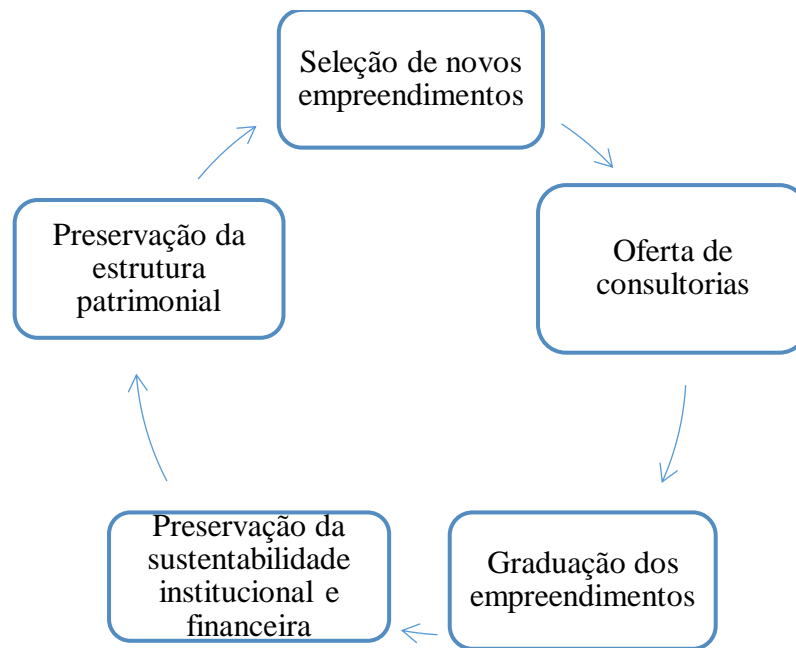 Seleção de novos
empreendimentos
Oferta de
consultorias
Graduação dos
empreendimentos
Preservação da
sustentabilidade
institucional e
financeira
Preservação da
estrutura
patrimonial